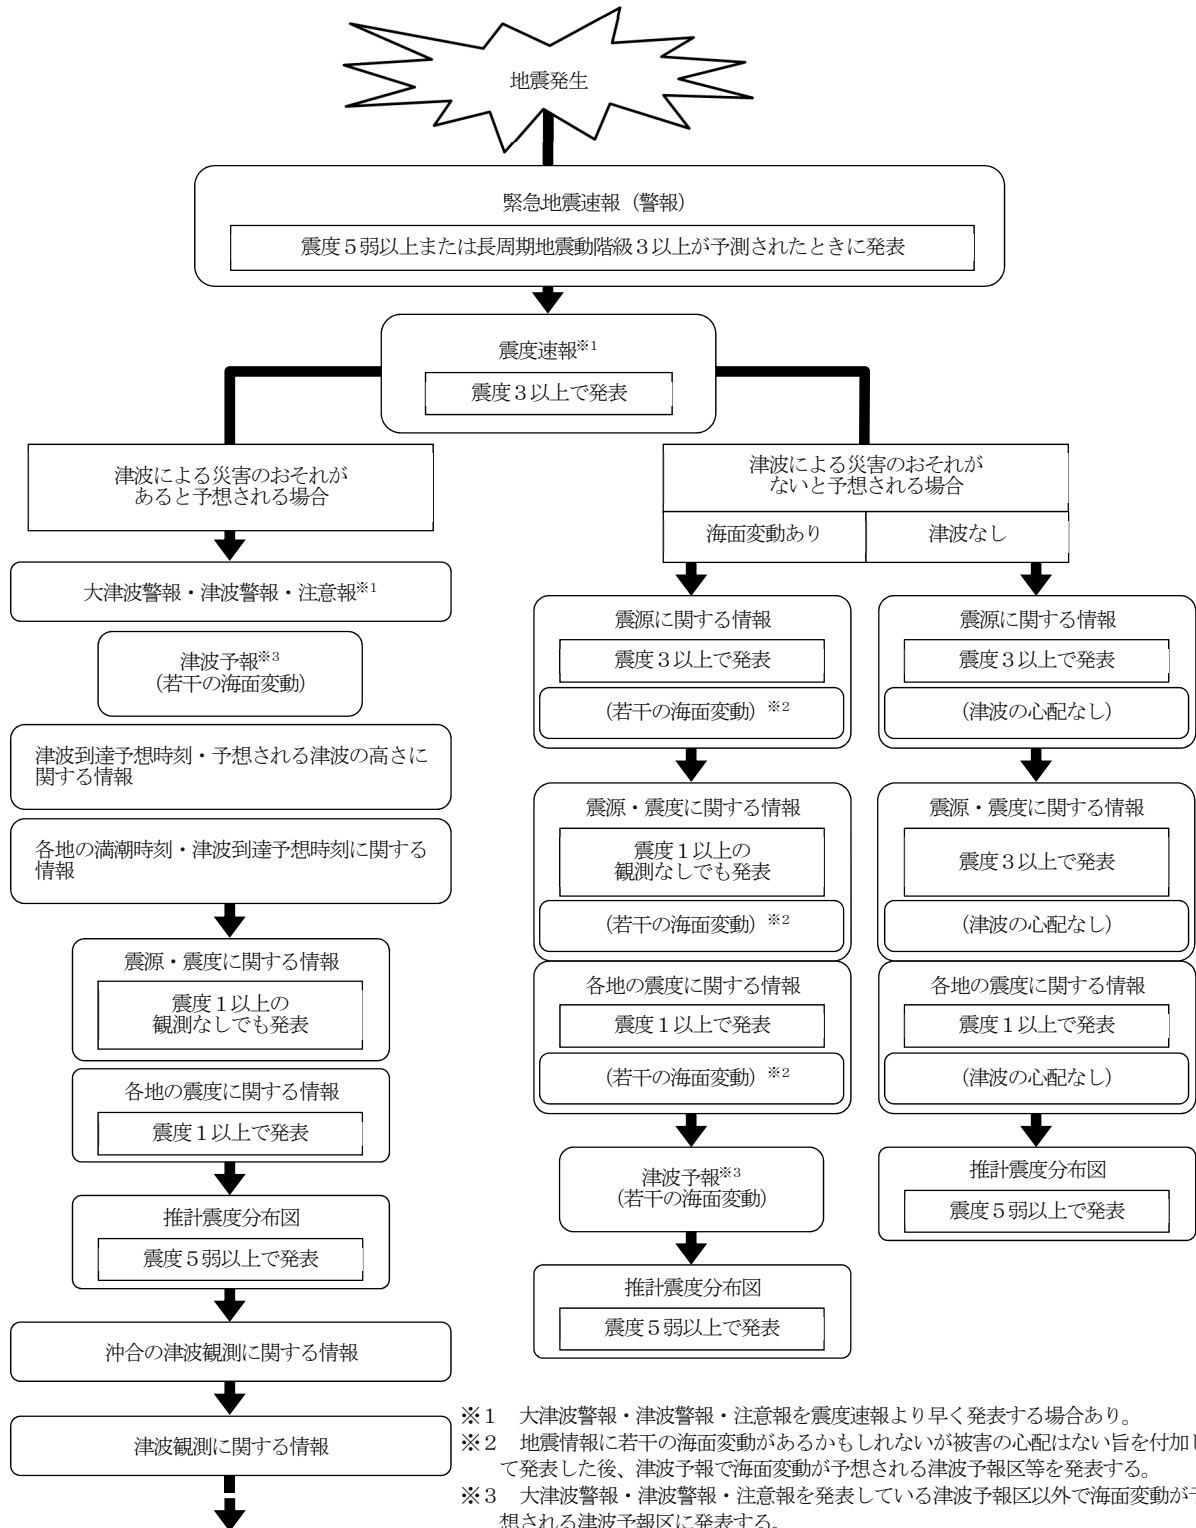 地震発生
緊急地震速報（警報）
震度５弱以上または長周期地震動階級３以上が予測されたときに発表
震度速報※1
震度３以上で発表
津波による災害のおそれが
あると予想される場合
大津波警報・津波警報・注意報※1
津波予報※3
(若干の海面変動)
津波到達予想時刻・予想される津波の高さに
関する情報
各地の満潮時刻・津波到達予想時刻に関する
情報
震源・震度に関する情報
震度１以上の
観測なしでも発表
各地の震度に関する情報
震度１以上で発表
推計震度分布図
震度５弱以上で発表
沖合の津波観測に関する情報
津波観測に関する情報
津波による災害のおそれが
ないと予想される場合
海面変動あり
津波なし
震源に関する情報
震度３以上で発表
(若干の海面変動) ※2
震源・震度に関する情報
震度１以上の
観測なしでも発表
(若干の海面変動) ※2
各地の震度に関する情報
震度１以上で発表
(若干の海面変動) ※2
津波予報※3
(若干の海面変動)
推計震度分布図
震度５弱以上で発表
震源に関する情報
震度３以上で発表
(津波の心配なし)
震源・震度に関する情報
震度３以上で発表
(津波の心配なし)
各地の震度に関する情報
震度１以上で発表
(津波の心配なし)
推計震度分布図
震度５弱以上で発表
※１　大津波警報・津波警報・注意報を震度速報より早く発表する場合あり。
※２　地震情報に若干の海面変動があるかもしれないが被害の心配はない旨を付加し
て発表した後、津波予報で海面変動が予想される津波予報区等を発表する。
※３　大津波警報・津波警報・注意報を発表している津波予報区以外で海面変動が予
想される津波予報区に発表する。